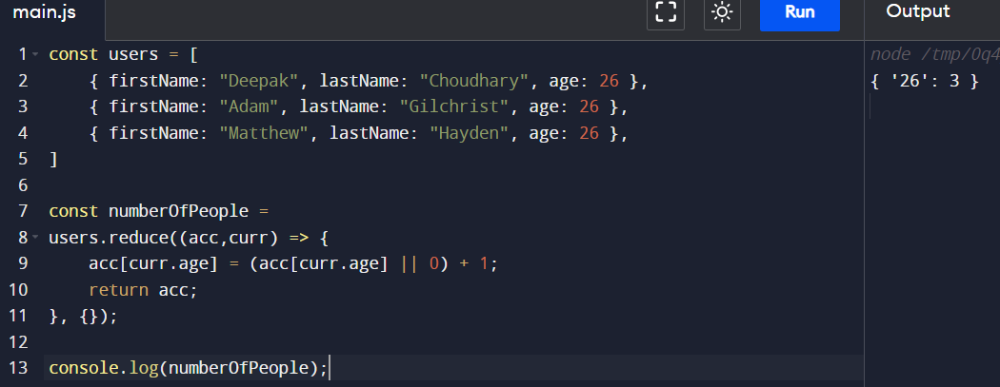 main.js
Run
Output
1 const users = [
2 { firstName: "Deepak", lastName: "Choudhary", age: 26 },
3 { firstName: "Adam", lastName: "Gilchrist", age: 26 },
4 { firstName: "Matthew", lastName: "Hayden", age: 26 },
5 ]
6
7 const numberOfPeople =
8 users.reduce((acc,curr) => {
9 acc[curr.age] = (acc[curr.age] || 0) + 1;
10 return acc;
11 }, {});
12
13 console.log(numberOfPeople);
node /tmp/0q4
{ '26': 3 }